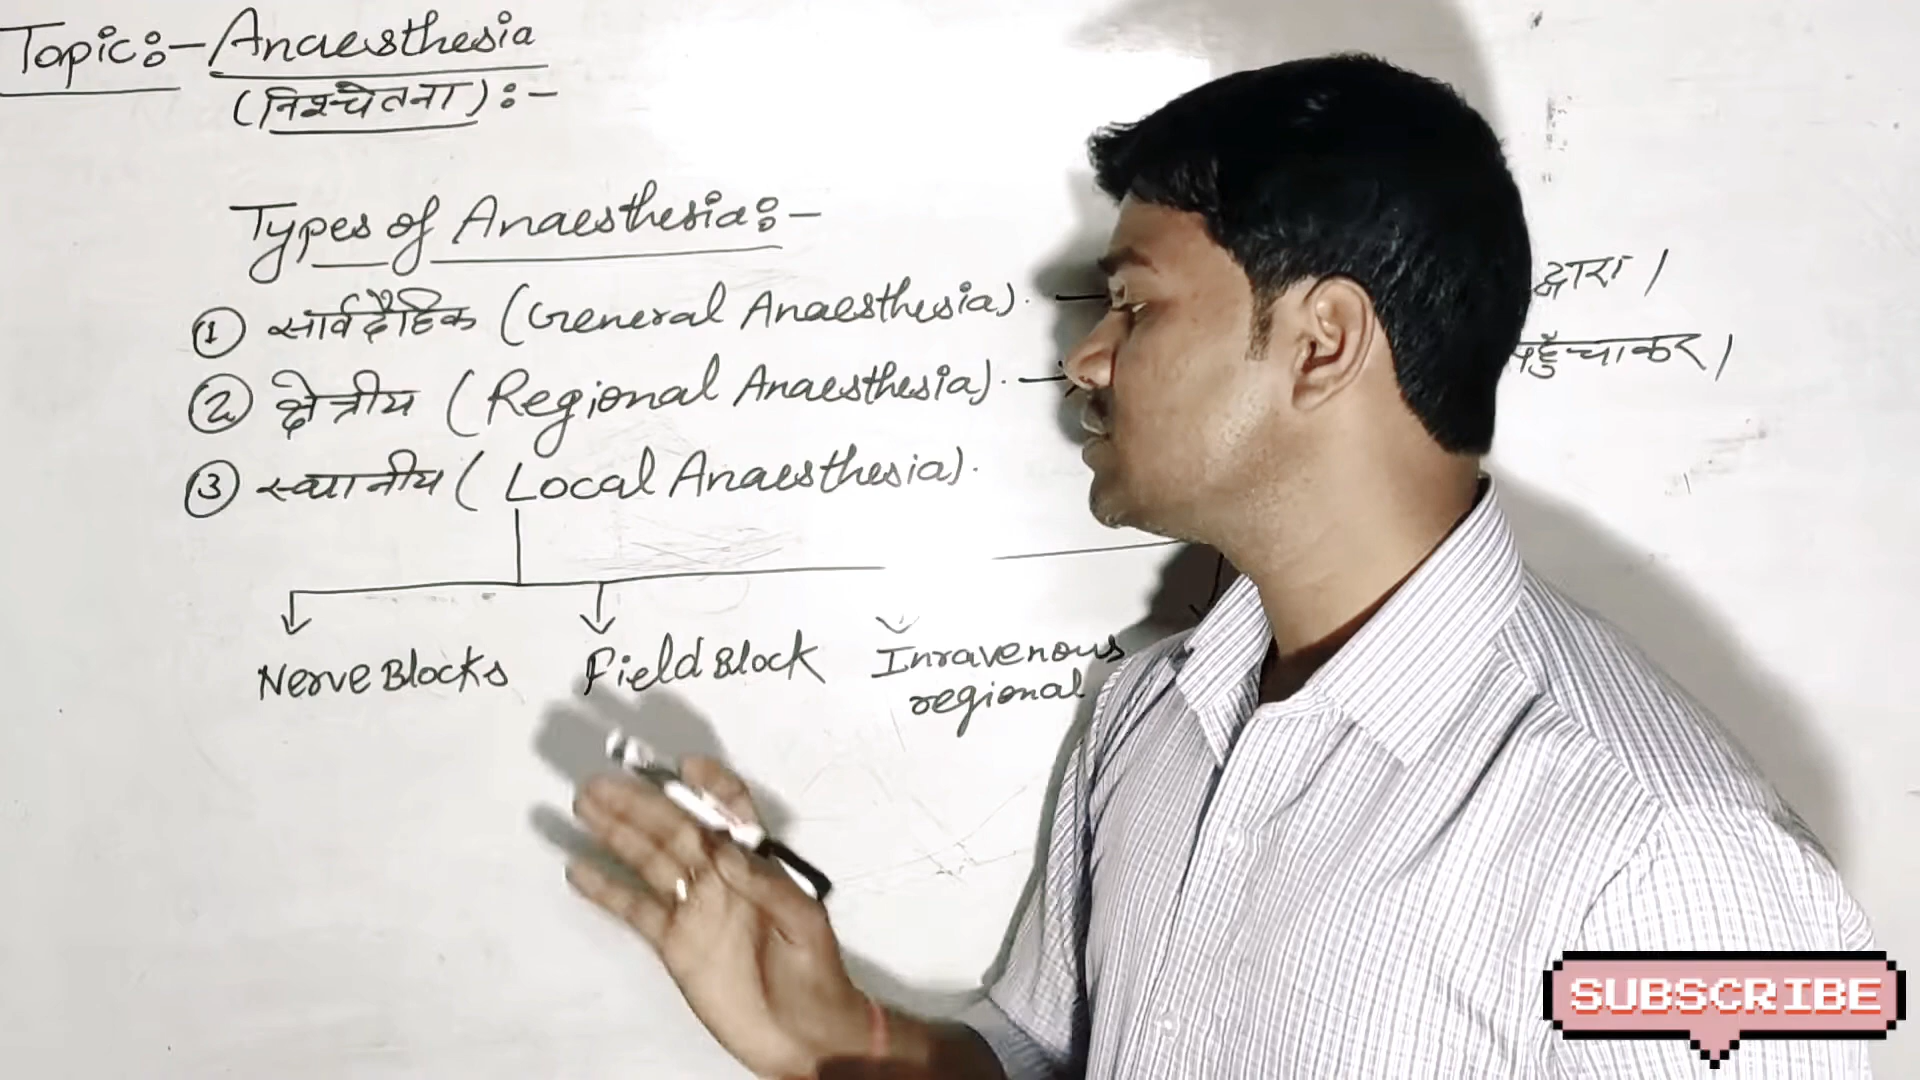 Topic:- Anaesthesia
(निश्चेतना):-
Types of Anaesthesia:-
① सार्वदैहिक (General Anaesthesia). द्वारा।
② क्षेत्रीय (Regional Anaesthesia). पहुँचाकर।
③ स्थानीय (Local Anaesthesia).
Nerve Blocks Field Block Inravenous
regional
SUBSCRIBE